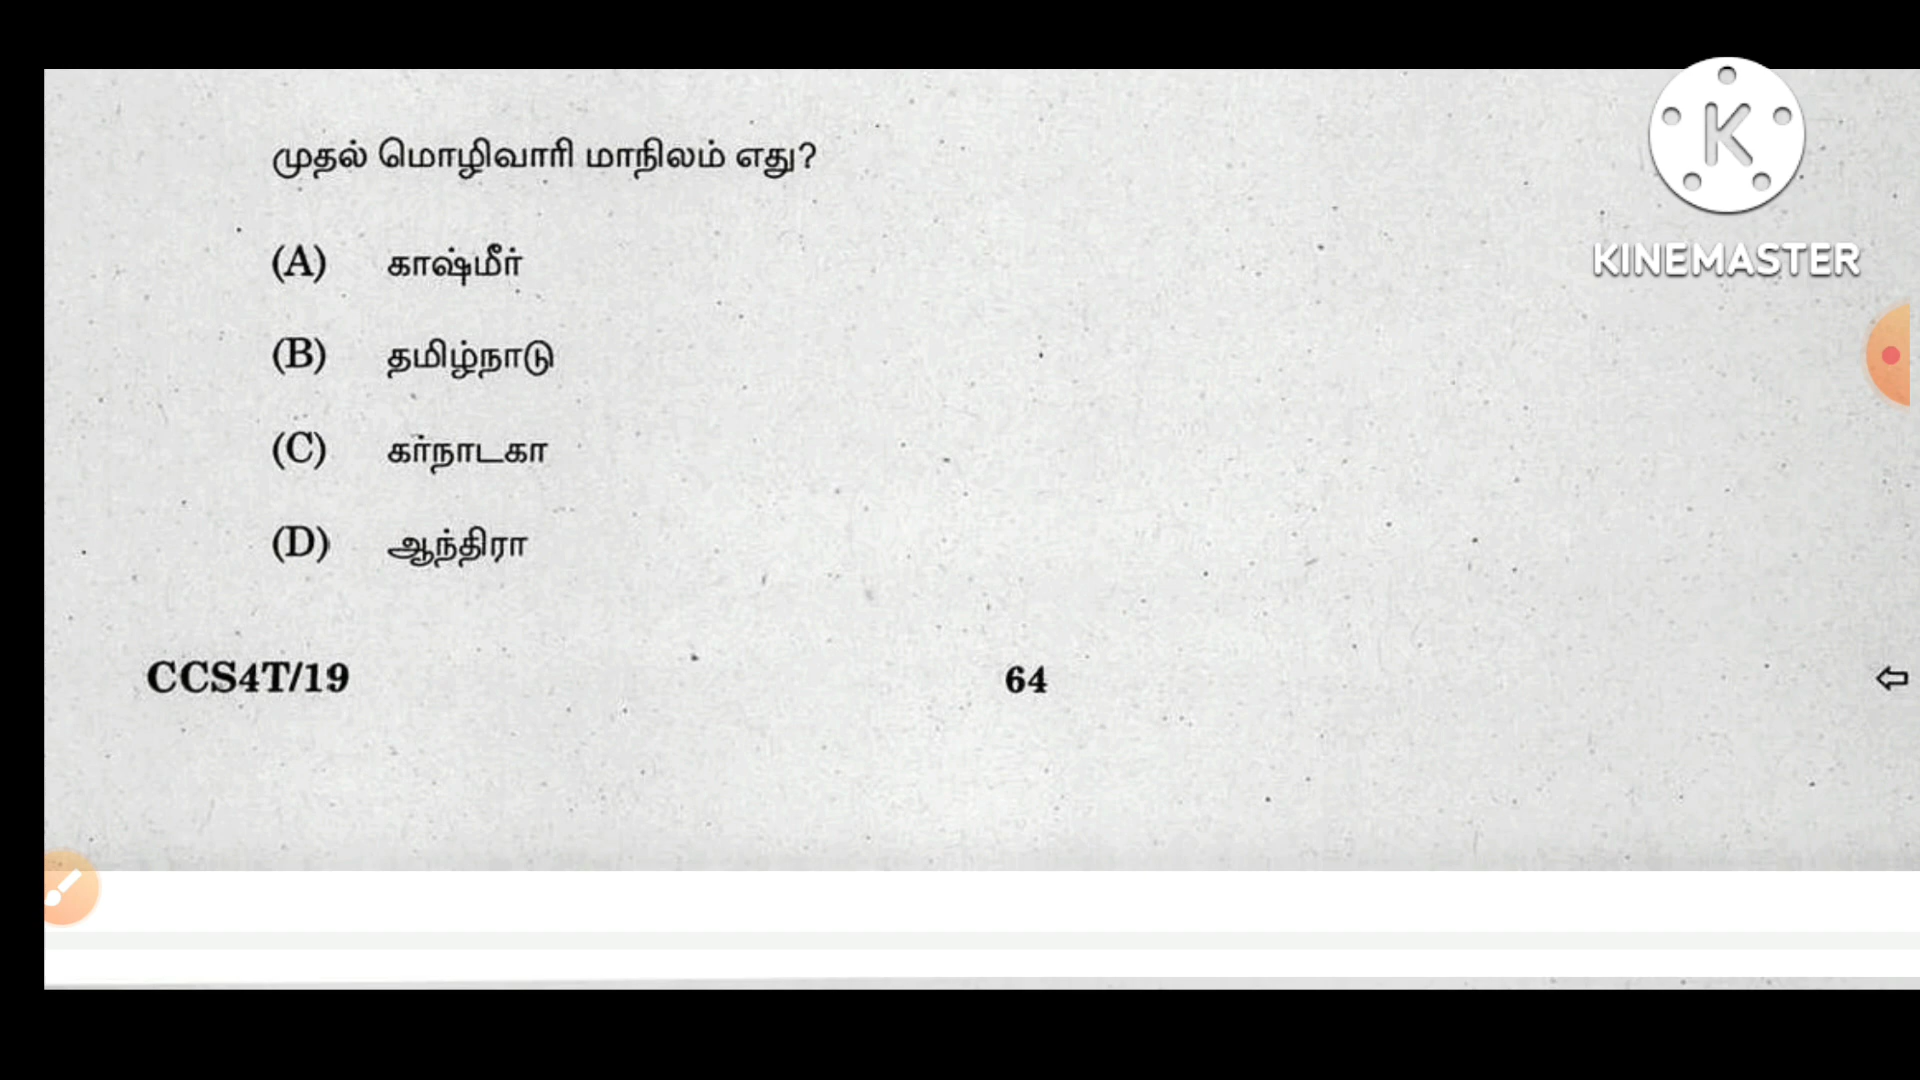 முதல் மொழிவாரி மாநிலம் எது?
(A) காஷ்மீர்
(B) தமிழ்நாடு
(C) கர்நாடகா
(D) ஆந்திரா
CCS4T/19 64 ⇦
KINEMASTER